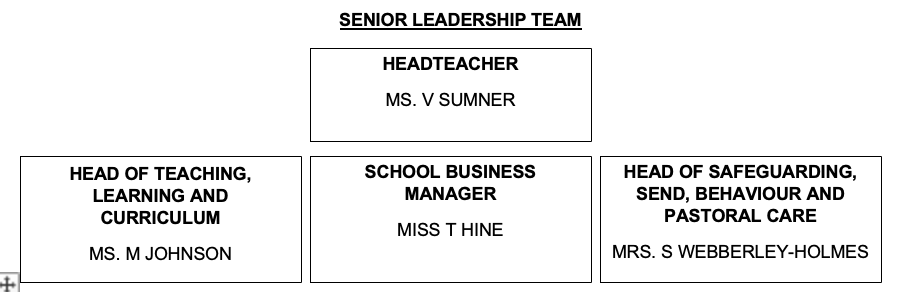 SENIOR LEADERSHIP TEAM
HEADTEACHER
MS. V SUMNER
HEAD OF TEACHING,
LEARNING AND
CURRICULUM
MS. M JOHNSON
SCHOOL BUSINESS
MANAGER
MISS T HINE
HEAD OF SAFEGUARDING,
SEND, BEHAVIOUR AND
PASTORAL CARE
MRS. S WEBBERLEY-HOLMES